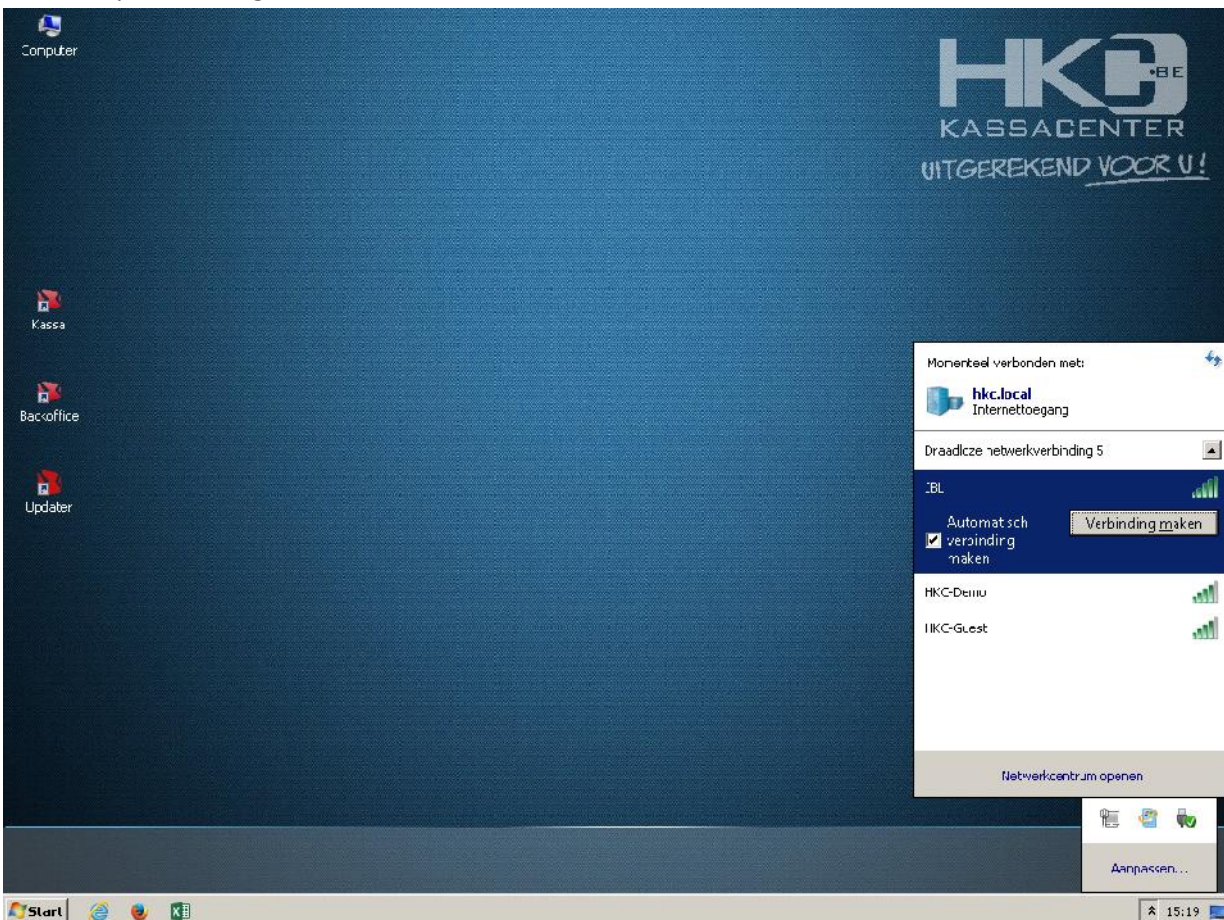 Computer
HKC
.BE
KASSACENTER
UITGEREKEND VOOR U!
Kassa
Backoffice
Updater
Momenteel verbonden met:
hkc.local
Internettoegang
Draadloze netwerkverbinding 5
Automatisch
verbinding
maken
Verbinding maken
HKC-Demo
HKC-Guest
Netwerkcentrum openen
Aanpassen...
Start
15:19